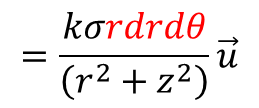 = kσrdrdθ / (r² + z²) u⃗